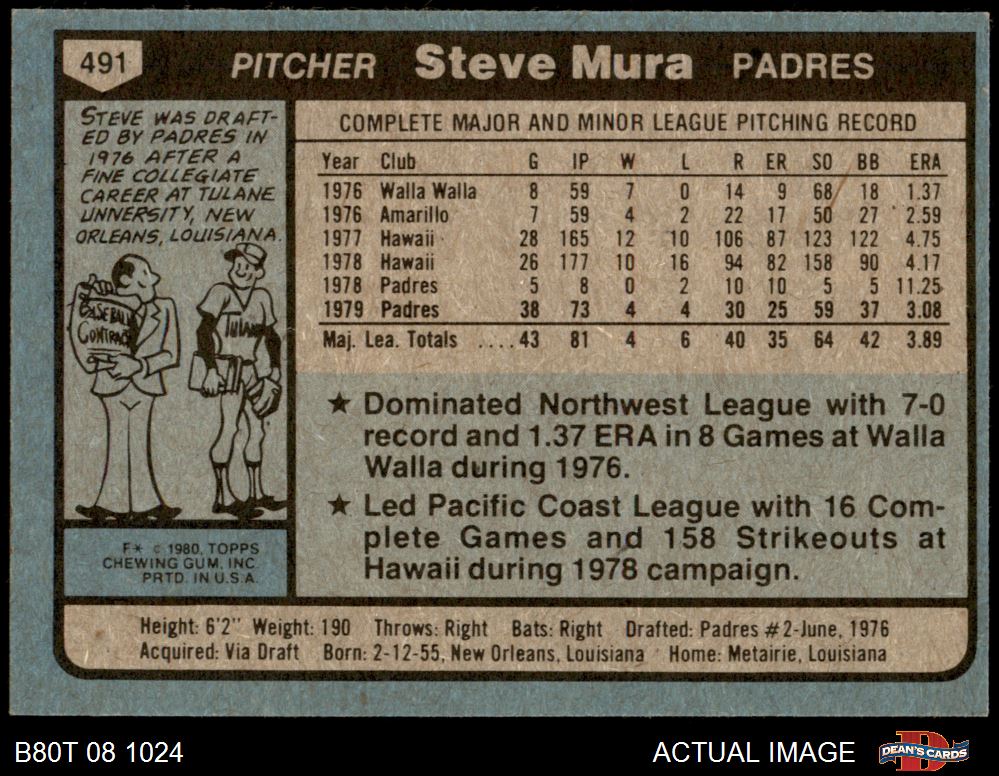 491 PITCHER Steve Mura PADRES
STEVE WAS DRAFT-
ED BY PADRES IN
1976 AFTER A
FINE COLLEGIATE
CAREER AT TULANE
UNVERSITY, NEW
ORLEANS, LOUISIANA.
BASEBALL
CONTRACT
TULANE
COMPLETE MAJOR AND MINOR LEAGUE PITCHING RECORD
Year Club G IP W L R ER SO BB ERA
1976 Walla Walla 8 59 7 0 14 9 68 18 1.37
1976 Amarillo 7 59 4 2 22 17 50 27 2.59
1977 Hawaii 28 165 12 10 106 87 123 122 4.75
1978 Hawaii 26 177 10 16 94 82 158 90 4.17
1978 Padres 5 8 0 2 10 10 5 5 11.25
1979 Padres 38 73 4 4 30 25 59 37 3.08
Maj. Lea. Totals ....43 81 4 6 40 35 64 42 3.89
★ Dominated Northwest League with 7-0
record and 1.37 ERA in 8 Games at Walla
Walla during 1976.
★ Led Pacific Coast League with 16 Com-
plete Games and 158 Strikeouts at
Hawaii during 1978 campaign.
F* © 1980, TOPPS
CHEWING GUM, INC.
PRTD. IN U.S.A.
Height: 6'2" Weight: 190 Throws: Right Bats: Right Drafted: Padres #2-June, 1976
Acquired: Via Draft Born: 2-12-55, New Orleans, Louisiana Home: Metairie, Louisiana
B80T 08 1024 ACTUAL IMAGE DEAN'S CARDS